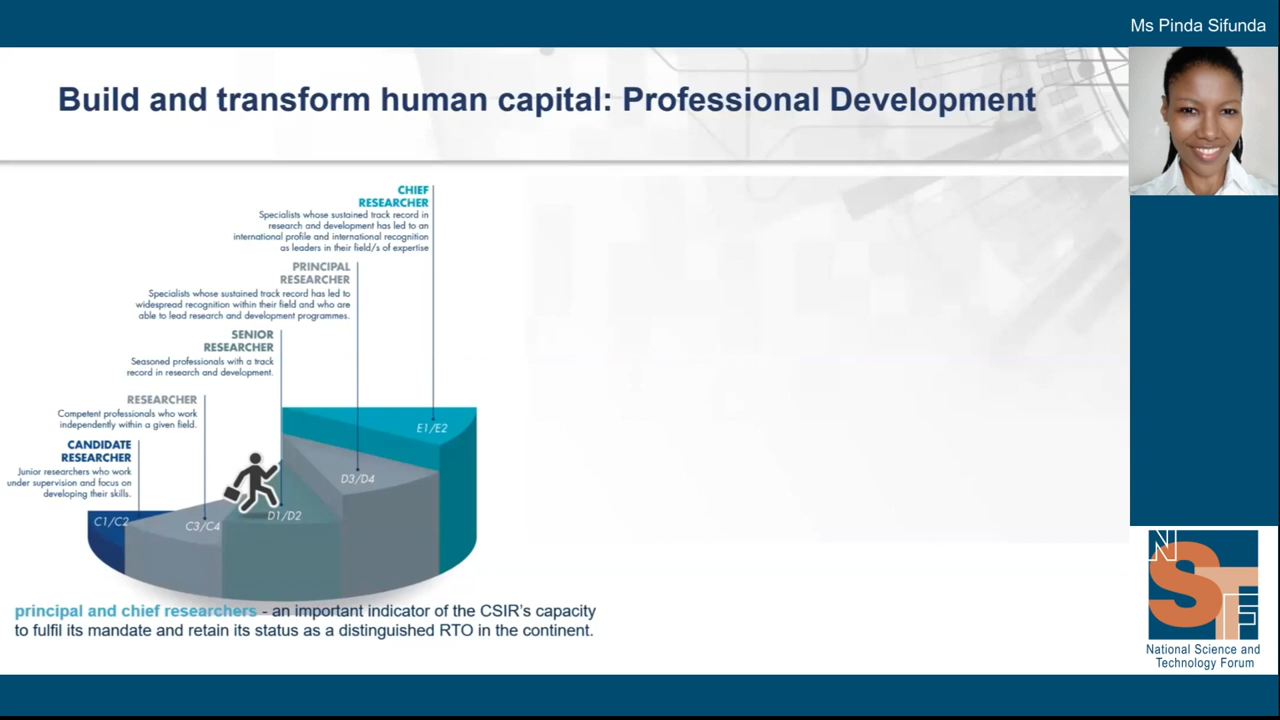 Ms Pinda Sifunda
Build and transform human capital: Professional Development
CHIEF
RESEARCHER
Specialists whose sustained track record in
research and development has led to an
international profile and international recognition
as leaders in their field/s of expertise
PRINCIPAL
RESEARCHER
Specialists whose sustained track record has led to
widespread recognition within their field and who are
able to lead research and development programmes.
SENIOR
RESEARCHER
Seasoned professionals with a track
record in research and development.
RESEARCHER
Competent professionals who work
independently within a given field.
CANDIDATE
RESEARCHER
Junior researchers who work
under supervision and focus on
developing their skills.
C1/C2
C3/C4
D1/D2
D3/D4
E1/E2
principal and chief researchers - an important indicator of the CSIR's capacity
to fulfil its mandate and retain its status as a distinguished RTO in the continent.
NSTF
National Science and
Technology Forum